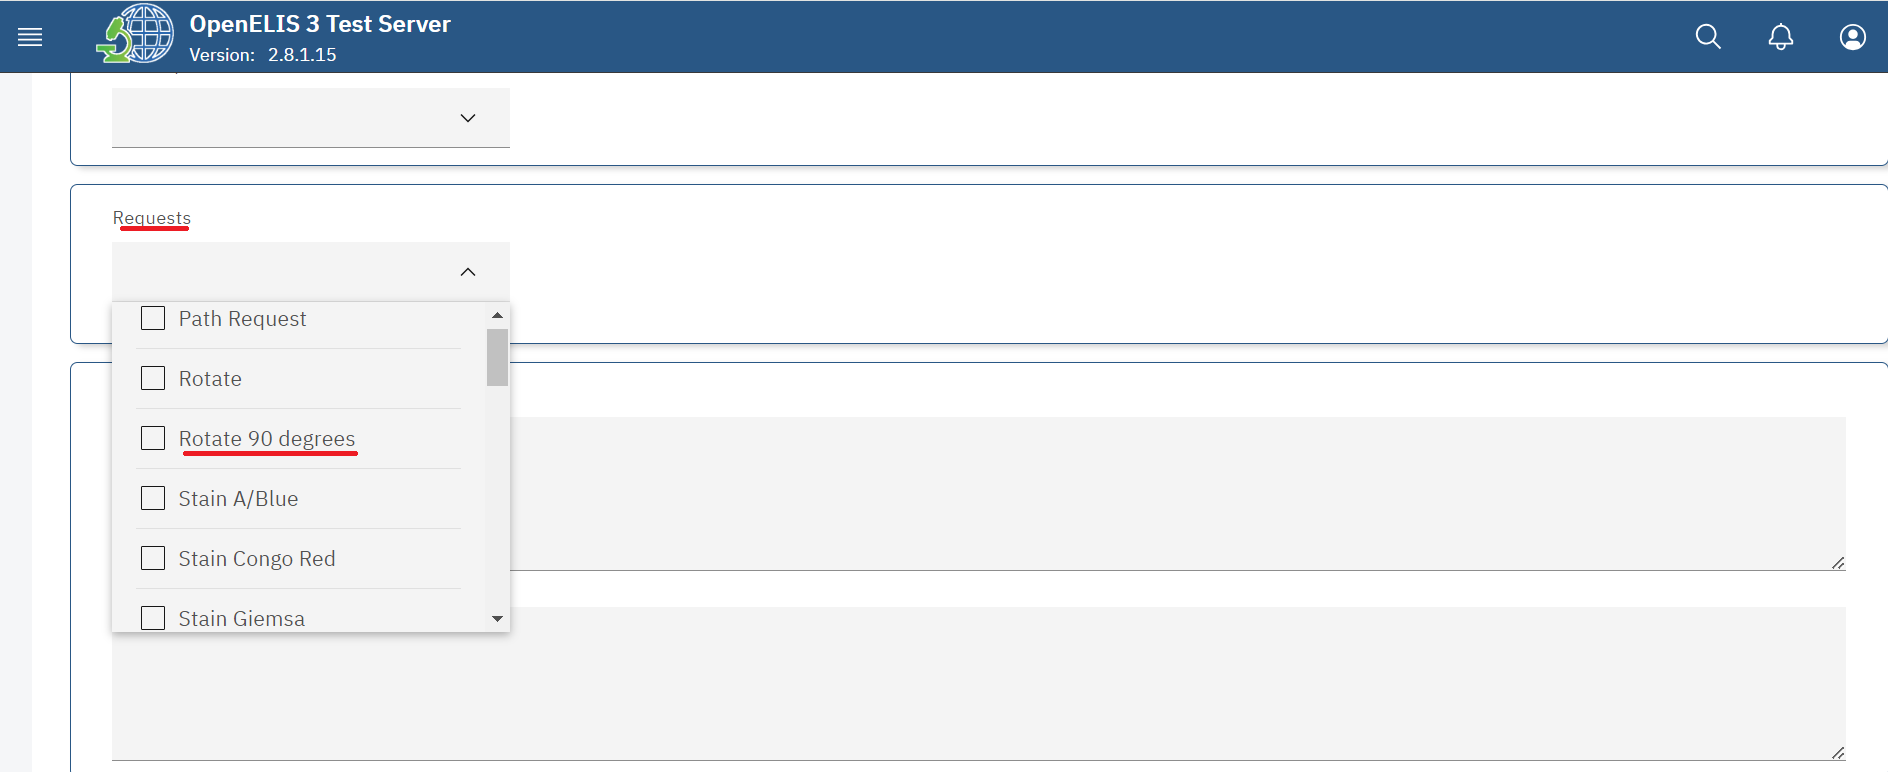 OpenELIS 3 Test Server
Version: 2.8.1.15
Requests
Path Request
Rotate
Rotate 90 degrees
Stain A/Blue
Stain Congo Red
Stain Giemsa